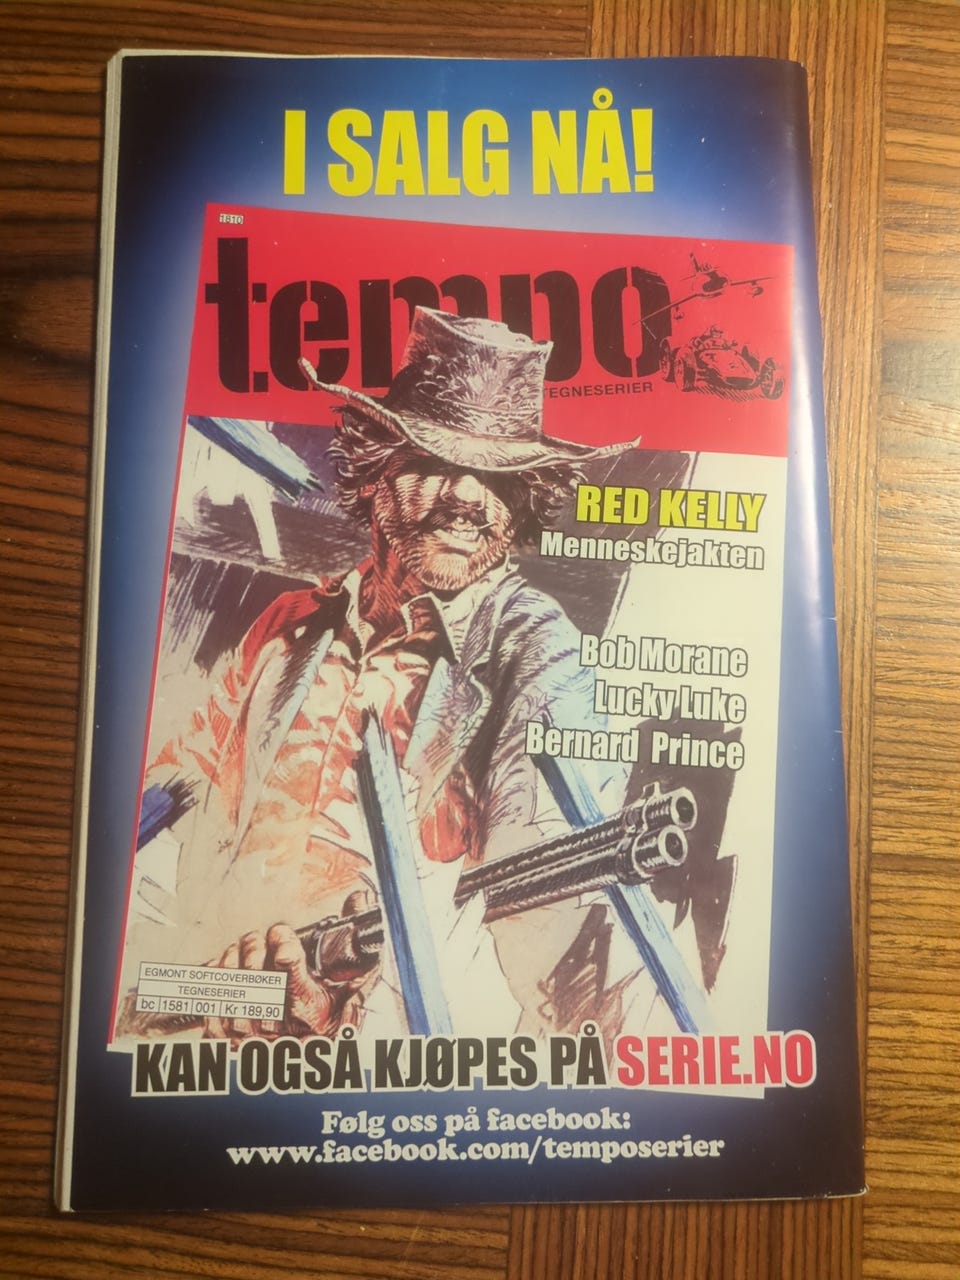 I SALG NÅ!
1810
tempo
TEGNESERIER
RED KELLY
Menneskejakten
Bob Morane
Lucky Luke
Bernard Prince
EGMONT SOFTCOVERBØKER
TEGNESERIER
bc 1581 001 Kr 189,90
KAN OGSÅ KJØPES PÅ SERIE.NO
Følg oss på facebook:
www.facebook.com/temposerier